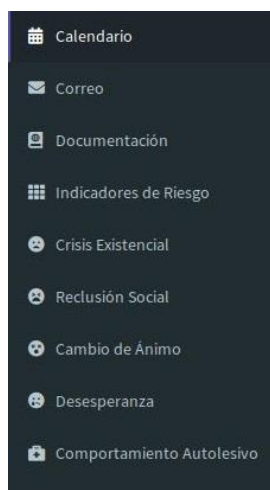 Calendario
Correo
Documentación
Indicadores de Riesgo
Crisis Existencial
Reclusión Social
Cambio de Ánimo
Desesperanza
Comportamiento Autolesivo